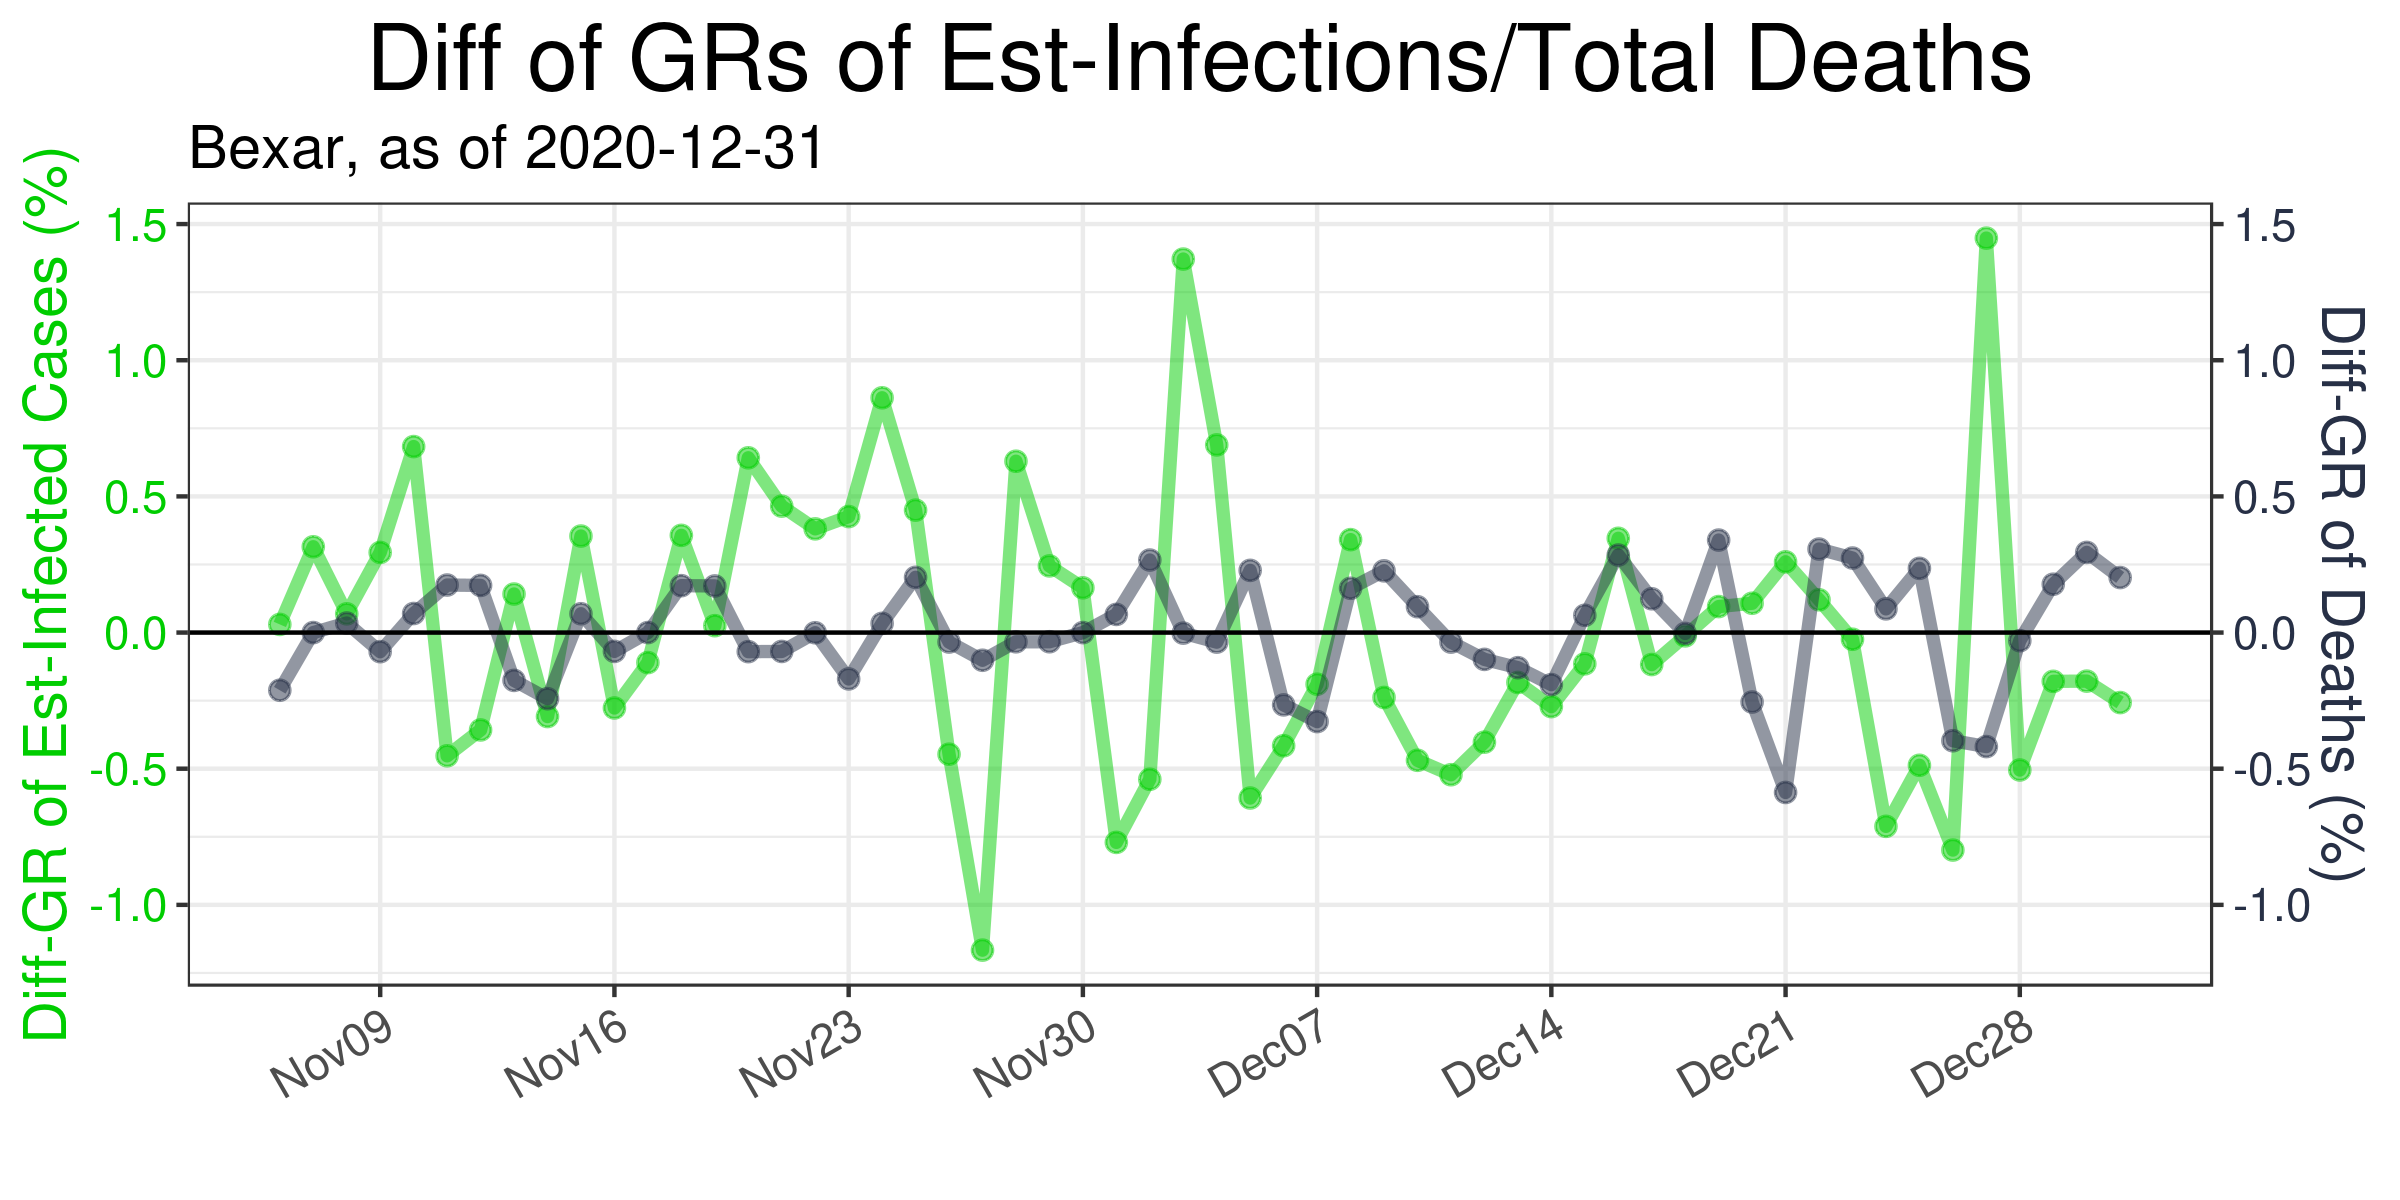 Diff of GRs of Est-Infections/Total Deaths
Bexar, as of 2020-12-31
Diff-GR of Est-Infected Cases (%)
1.5
1.0
0.5
0.0
-0.5
-1.0
1.5
1.0
0.5
0.0
-0.5
-1.0
Diff-GR of Deaths (%)
Nov09
Nov16
Nov23
Nov30
Dec07
Dec14
Dec21
Dec28